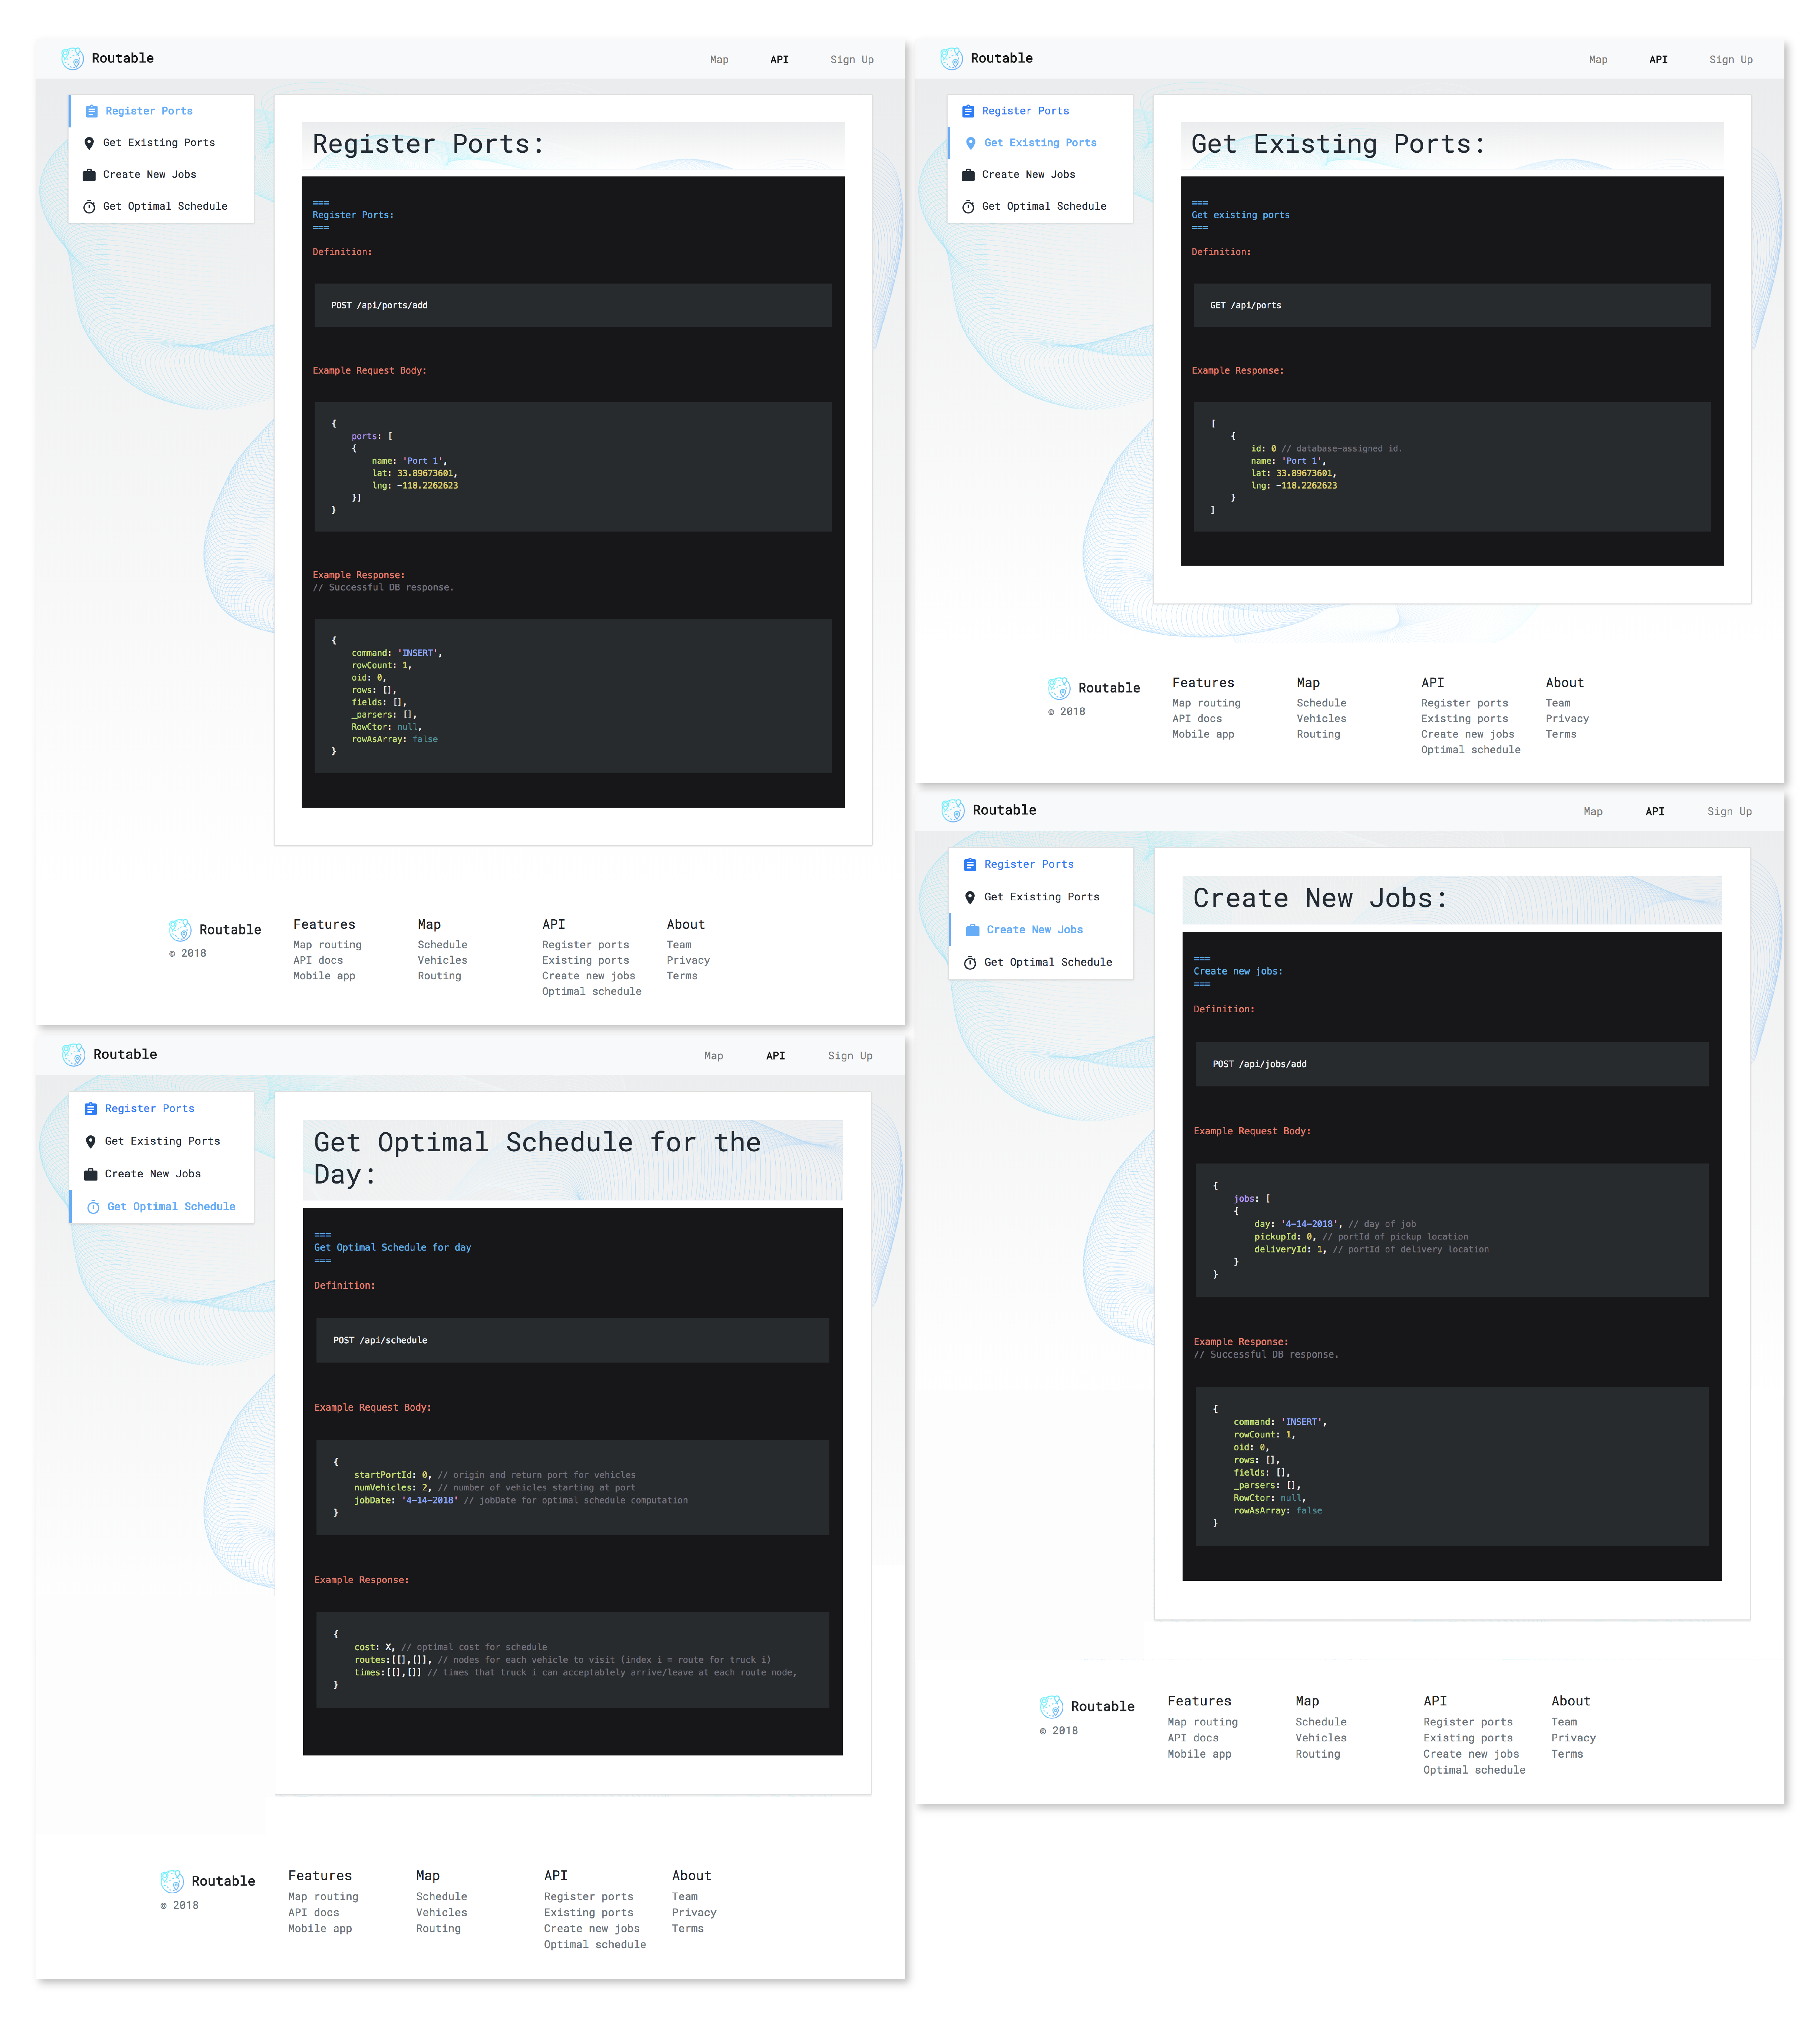 Routable
Map API Sign Up
Register Ports
Get Existing Ports
Create New Jobs
Get Optimal Schedule
Register Ports:
===
Register Ports:
===
Definition:
POST /api/ports/add
Example Request Body:
{
ports: [
{
name: 'Port 1',
lat: 33.89673601,
lng: -118.2262623
}]
}
Example Response:
// Successful DB response.
{
command: 'INSERT',
rowCount: 1,
oid: 0,
rows: [],
fields: [],
_parsers: [],
RowCtor: null,
rowAsArray: false
}
Routable
© 2018
Features
Map routing
API docs
Mobile app
Map
Schedule
Vehicles
Routing
API
Register ports
Existing ports
Create new jobs
Optimal schedule
About
Team
Privacy
Terms
Routable
Map API Sign Up
Register Ports
Get Existing Ports
Create New Jobs
Get Optimal Schedule
Get Existing Ports:
===
Get existing ports
===
Definition:
GET /api/ports
Example Response:
[
{
id: 0 // database-assigned id.
name: 'Port 1',
lat: 33.89673601,
lng: -118.2262623
}
]
Routable
© 2018
Features
Map routing
API docs
Mobile app
Map
Schedule
Vehicles
Routing
API
Register ports
Existing ports
Create new jobs
Optimal schedule
About
Team
Privacy
Terms
Routable
Map API Sign Up
Register Ports
Get Existing Ports
Create New Jobs
Get Optimal Schedule
Create New Jobs:
===
Create new jobs:
===
Definition:
POST /api/jobs/add
Example Request Body:
{
jobs: [
{
day: '4-14-2018', // day of job
pickupId: 0, // portId of pickup location
deliveryId: 1, // portId of delivery location
}
}
Example Response:
// Successful DB response.
{
command: 'INSERT',
rowCount: 1,
oid: 0,
rows: [],
fields: [],
_parsers: [],
RowCtor: null,
rowAsArray: false
}
Routable
© 2018
Features
Map routing
API docs
Mobile app
Map
Schedule
Vehicles
Routing
API
Register ports
Existing ports
Create new jobs
Optimal schedule
About
Team
Privacy
Terms
Routable
Map API Sign Up
Register Ports
Get Existing Ports
Create New Jobs
Get Optimal Schedule
Get Optimal Schedule for the
Day:
===
Get Optimal Schedule for day
===
Definition:
POST /api/schedule
Example Request Body:
{
startPortId: 0, // origin and return port for vehicles
numVehicles: 2, // number of vehicles starting at port
jobDate: '4-14-2018' // jobDate for optimal schedule computation
}
Example Response:
{
cost: X, // optimal cost for schedule
routes:[[],[]], // nodes for each vehicle to visit (index i = route for truck i)
times:[[],[]] // times that truck i can acceptablely arrive/leave at each route node,
}
Routable
© 2018
Features
Map routing
API docs
Mobile app
Map
Schedule
Vehicles
Routing
API
Register ports
Existing ports
Create new jobs
Optimal schedule
About
Team
Privacy
Terms